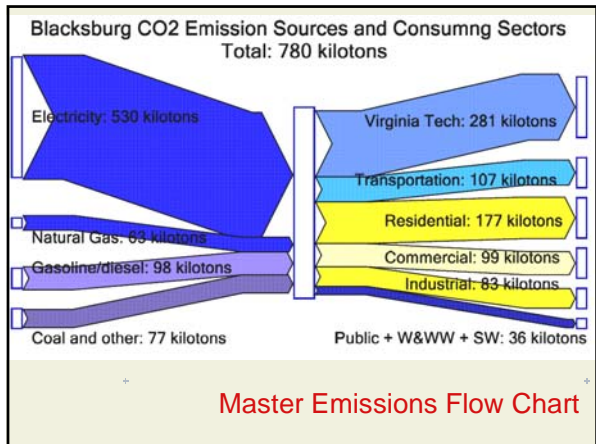 Blacksburg CO2 Emission Sources and Consumng Sectors
Total: 780 kilotons
Electricity: 530 kilotons
Natural Gas: 63 kilotons
Gasoline/diesel: 98 kilotons
Coal and other: 77 kilotons
Virginia Tech: 281 kilotons
Transportation: 107 kilotons
Residential: 177 kilotons
Commercial: 99 kilotons
Industrial: 83 kilotons
Public + W&WW + SW: 36 kilotons
Master Emissions Flow Chart